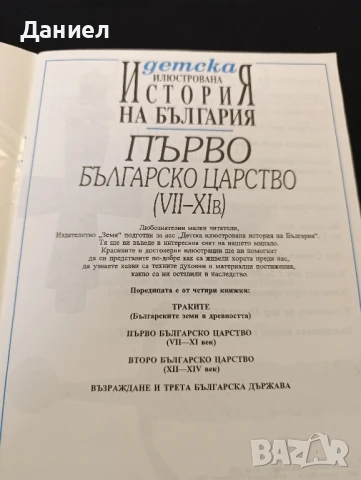 Даниел
детска
ИЛЮСТРОВАНА
ИСТОРИЯ
НА БЪЛГАРИЯ
ПЪРВО
БЪЛГАРСКО ЦАРСТВО
(VII–XIв.)
Любознателни малки читатели,
Издателство „Земя" подготви за вас „Детска илюстрована история на България".
Тя ще ви въведе в интересния свят на нашето минало.
Красивите и достоверни илюстрации ще ви помогнат
да си представите по-добре как са живели хората преди нас,
да узнаете какви са техните духовни и материални постижения,
какво са ни оставили в наследство.
Поредицата е от четири книжки:
ТРАКИТЕ
(Българските земи в древността)
ПЪРВО БЪЛГАРСКО ЦАРСТВО
(VII—XI век)
ВТОРО БЪЛГАРСКО ЦАРСТВО
(XII—XIV век)
ВЪЗРАЖДАНЕ И ТРЕТА БЪЛГАРСКА ДЪРЖАВА
bazar